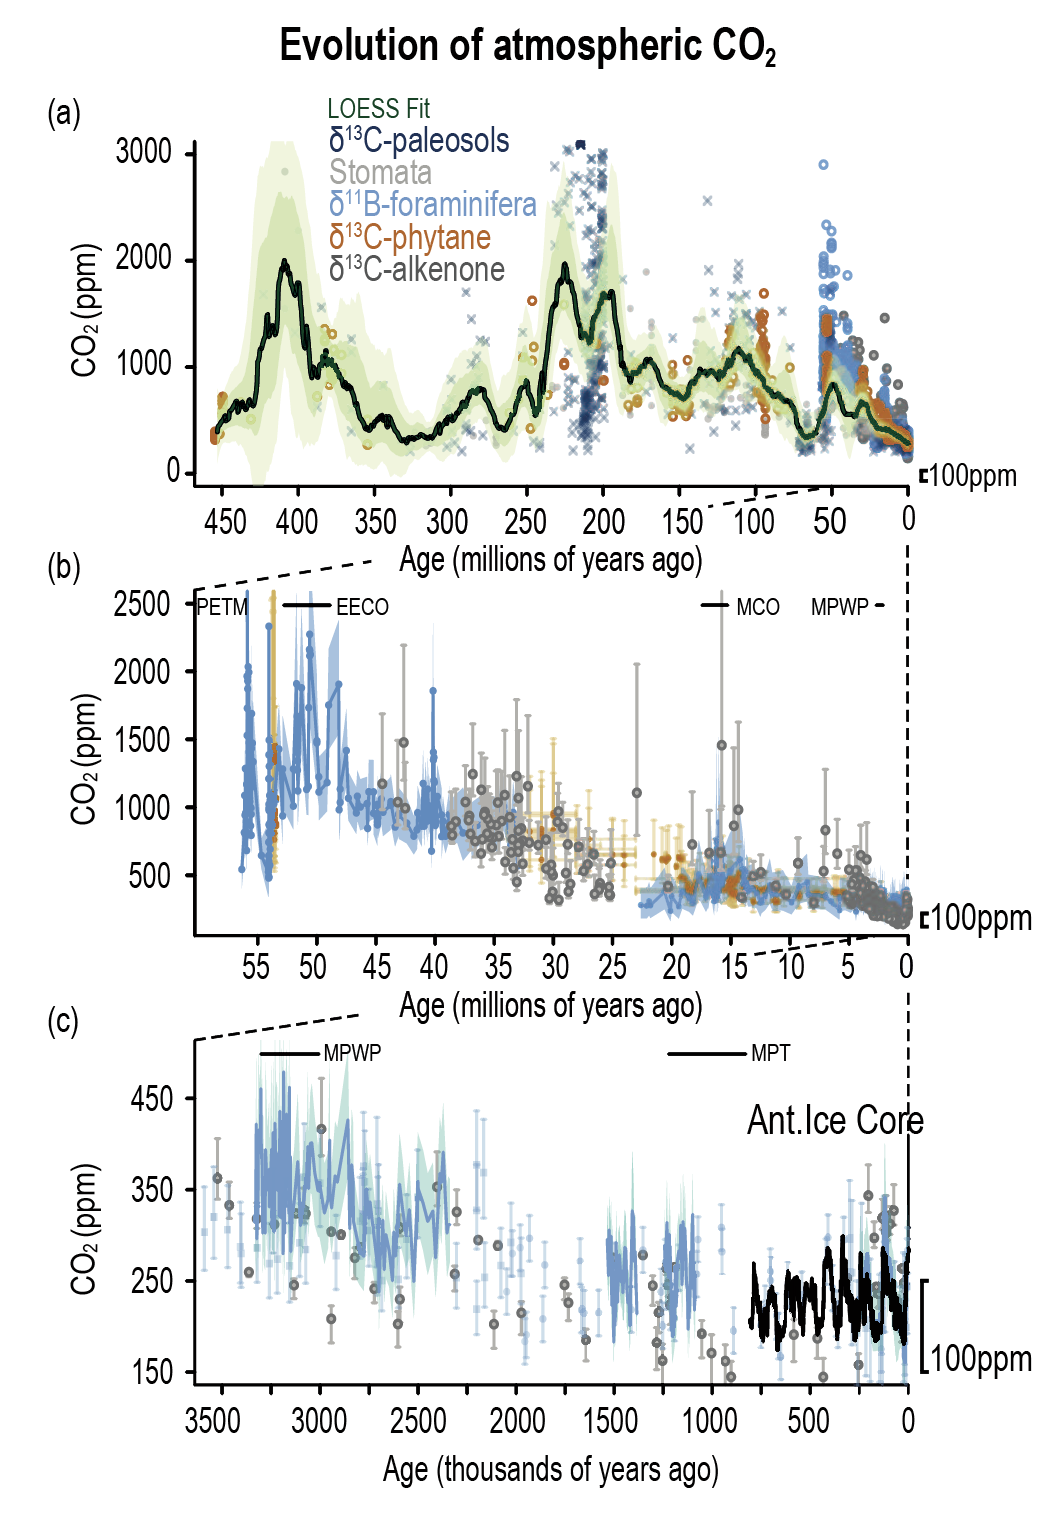 Evolution of atmospheric CO₂
(a)
LOESS Fit
δ¹³C-paleosols
Stomata
δ¹¹B-foraminifera
δ¹³C-phytane
δ¹³C-alkenone
3000
2000
1000
0
CO₂ (ppm)
100ppm
450 400 350 300 250 200 150 100 50 0
Age (millions of years ago)
(b)
PETM EECO MCO MPWP
2500
2000
1500
1000
500
CO₂ (ppm)
100ppm
55 50 45 40 35 30 25 20 15 10 5 0
Age (millions of years ago)
(c)
MPWP MPT
Ant.Ice Core
450
350
250
150
CO₂ (ppm)
100ppm
3500 3000 2500 2000 1500 1000 500 0
Age (thousands of years ago)